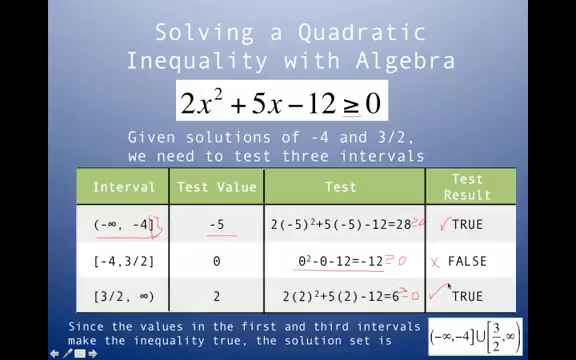 Solving a Quadratic
Inequality with Algebra
2x² + 5x − 12 ≥ 0
Given solutions of -4 and 3/2,
we need to test three intervals
Interval Test Value Test Test Result
(-∞, -4] -5 2(-5)²+5(-5)-12=28 ≥0 ✓ TRUE
[-4,3/2] 0 0²-0-12=-12 ≥0 x FALSE
[3/2, ∞) 2 2(2)²+5(2)-12=6 ≥0 ✓ TRUE
Since the values in the first and third intervals
make the inequality true, the solution set is
(−∞,−4]∪[3/2,∞)